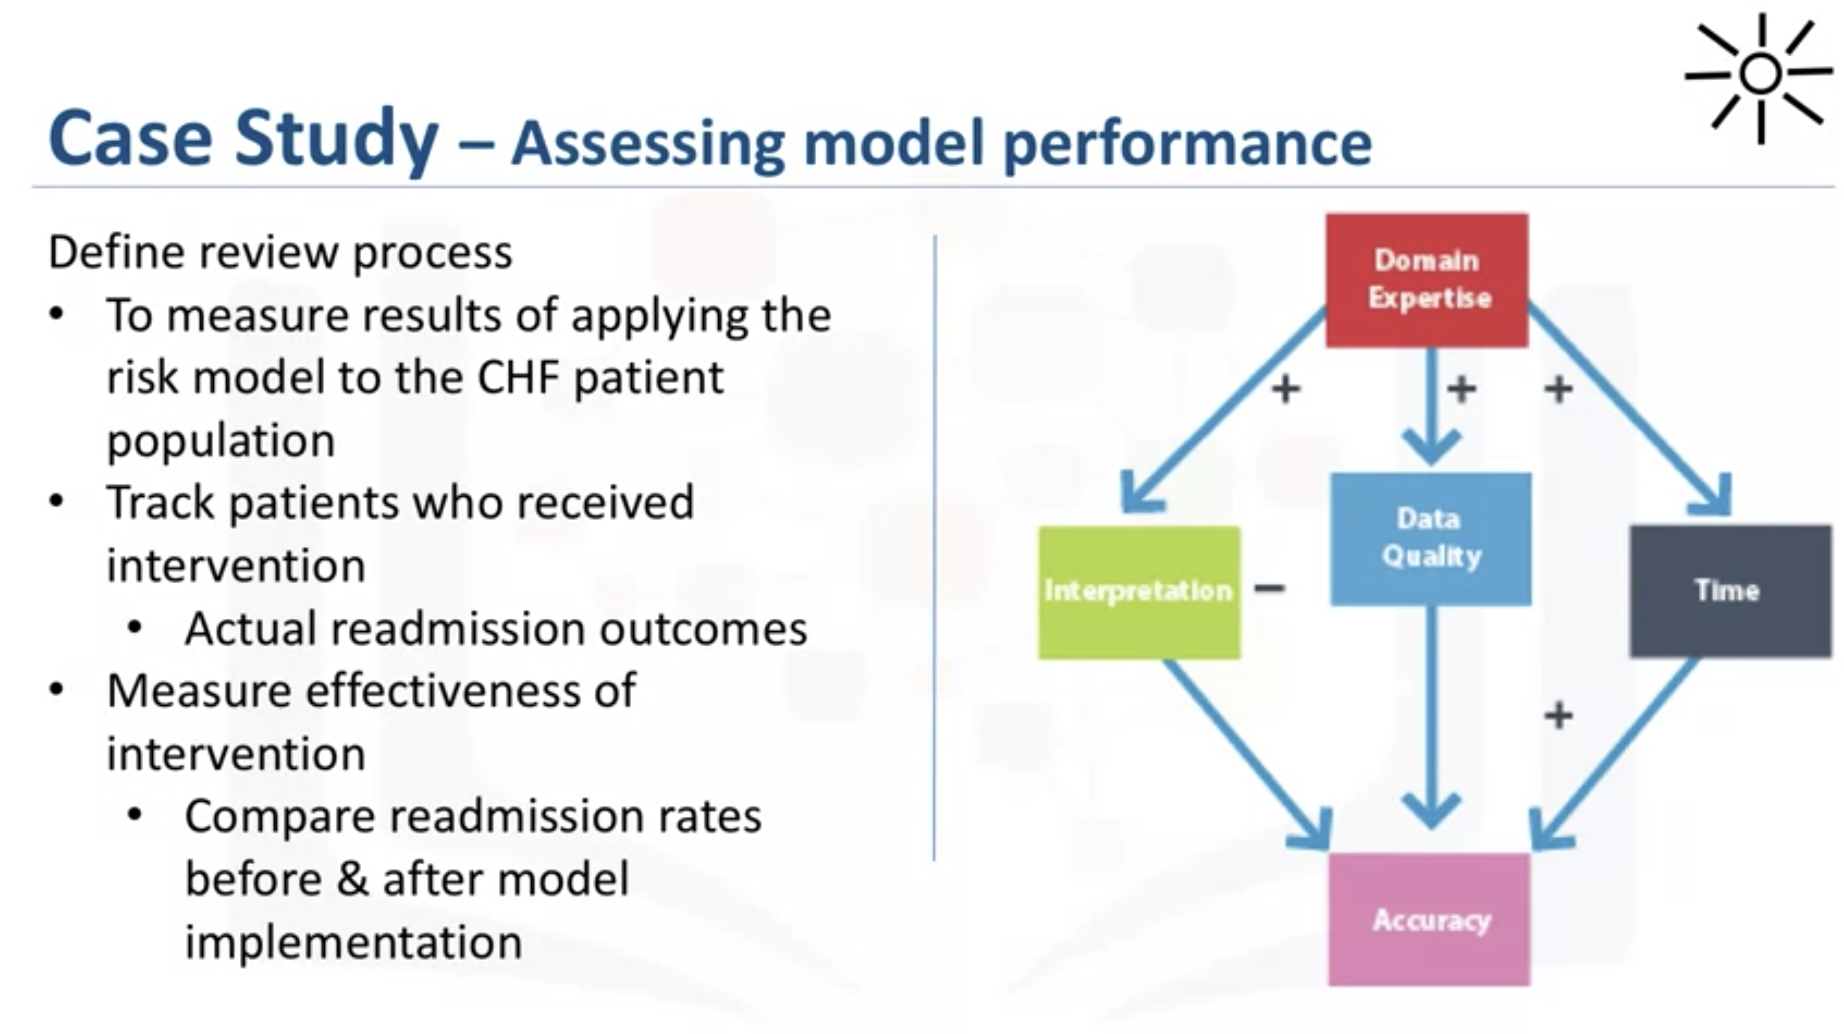 Case Study – Assessing model performance
Define review process
• To measure results of applying the
risk model to the CHF patient
population
• Track patients who received
intervention
• Actual readmission outcomes
• Measure effectiveness of
intervention
• Compare readmission rates
before & after model
implementation
Domain
Expertise
+ + +
Data
Quality
Interpretation
–
Time
+
Accuracy